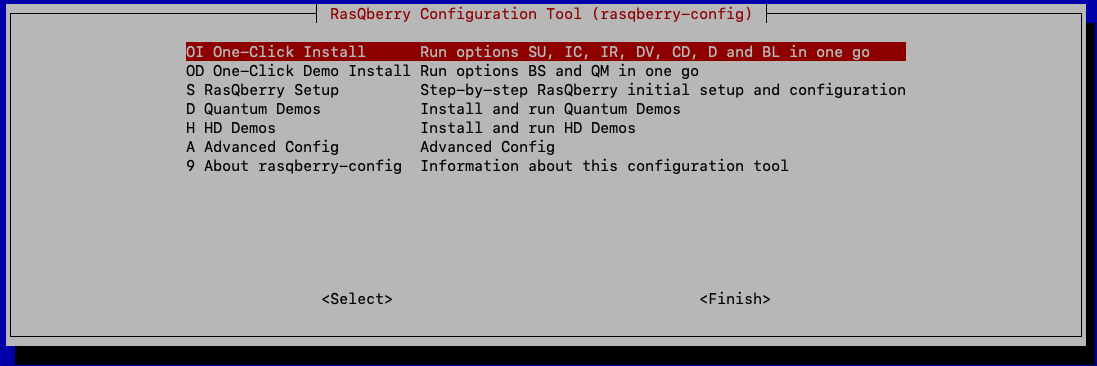 RasQberry Configuration Tool (rasqberry-config)
OI One-Click Install Run options SU, IC, IR, DV, CD, D and BL in one go
OD One-Click Demo Install Run options BS and QM in one go
S RasQberry Setup Step-by-step RasQberry initial setup and configuration
D Quantum Demos Install and run Quantum Demos
H HD Demos Install and run HD Demos
A Advanced Config Advanced Config
9 About rasqberry-config Information about this configuration tool
<Select> <Finish>